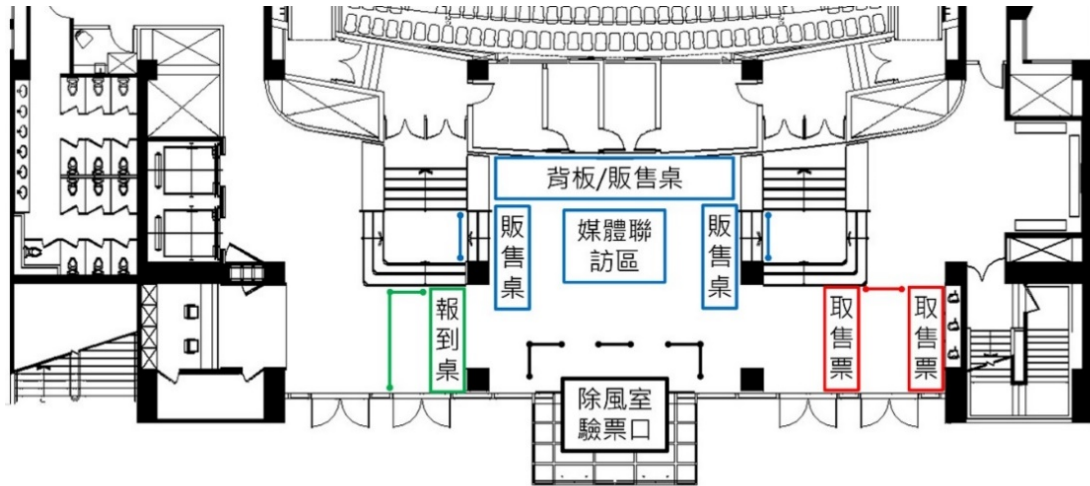 背板/販售桌
販售桌
媒體聯
訪區
販售桌
報到桌
取售票
取售票
除風室
驗票口